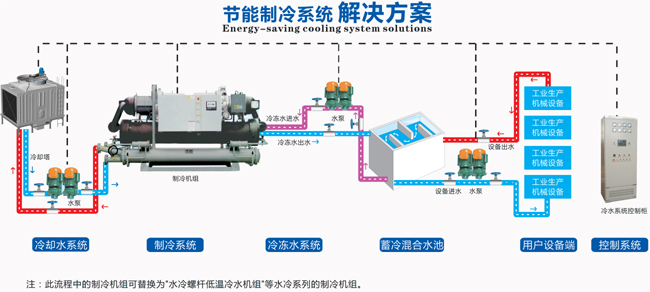 节能制冷系统 解决方案
Energy-saving cooling system solutions
冷却塔
水泵
制冷机组
冷冻水进水
水泵
冷冻水出水
设备出水
设备进水
水泵
工业生产
机械设备
工业生产
机械设备
工业生产
机械设备
工业生产
机械设备
冷水系统控制柜
冷却水系统
制冷系统
冷冻水系统
蓄冷混合水池
用户设备端
控制系统
注：此流程中的制冷机组可替换为“水冷螺杆低温冷水机组”等水冷系列的制冷机组。